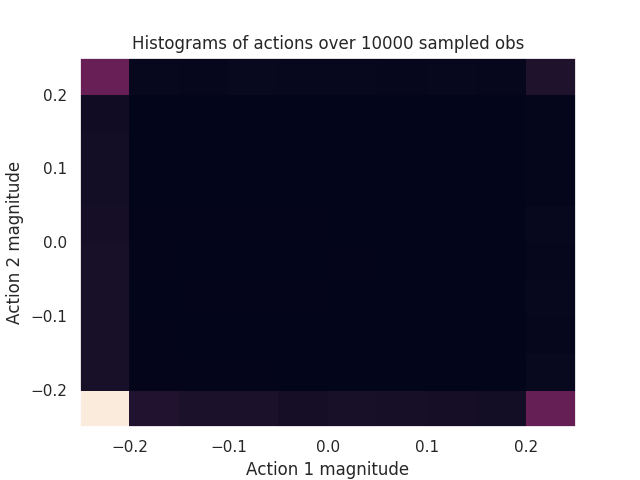 Histograms of actions over 10000 sampled obs
Action 2 magnitude
0.2
0.1
0.0
−0.1
−0.2
−0.2 −0.1 0.0 0.1 0.2
Action 1 magnitude